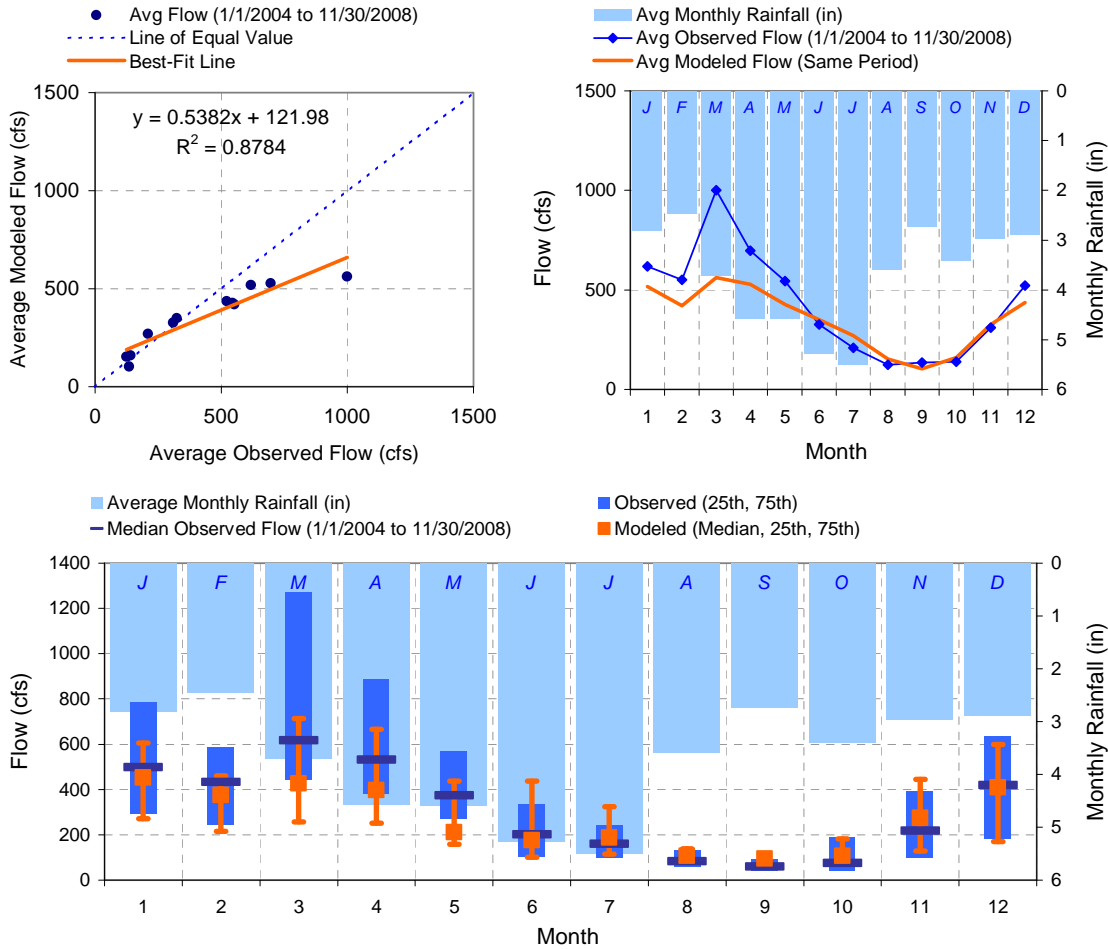 Avg Flow (1/1/2004 to 11/30/2008)
Line of Equal Value
Best-Fit Line
y = 0.5382x + 121.98
R² = 0.8784
1500
1000
500
0
0 500 1000 1500
Average Modeled Flow (cfs)
Average Observed Flow (cfs)
Avg Monthly Rainfall (in)
Avg Observed Flow (1/1/2004 to 11/30/2008)
Avg Modeled Flow (Same Period)
J F M A M J J A S O N D
1500
1000
500
0
Flow (cfs)
0
1
2
3
4
5
6
Monthly Rainfall (in)
1 2 3 4 5 6 7 8 9 10 11 12
Month
Average Monthly Rainfall (in)
Median Observed Flow (1/1/2004 to 11/30/2008)
Observed (25th, 75th)
Modeled (Median, 25th, 75th)
J F M A M J J A S O N D
1400
1200
1000
800
600
400
200
0
Flow (cfs)
0
1
2
3
4
5
6
Monthly Rainfall (in)
1 2 3 4 5 6 7 8 9 10 11 12
Month